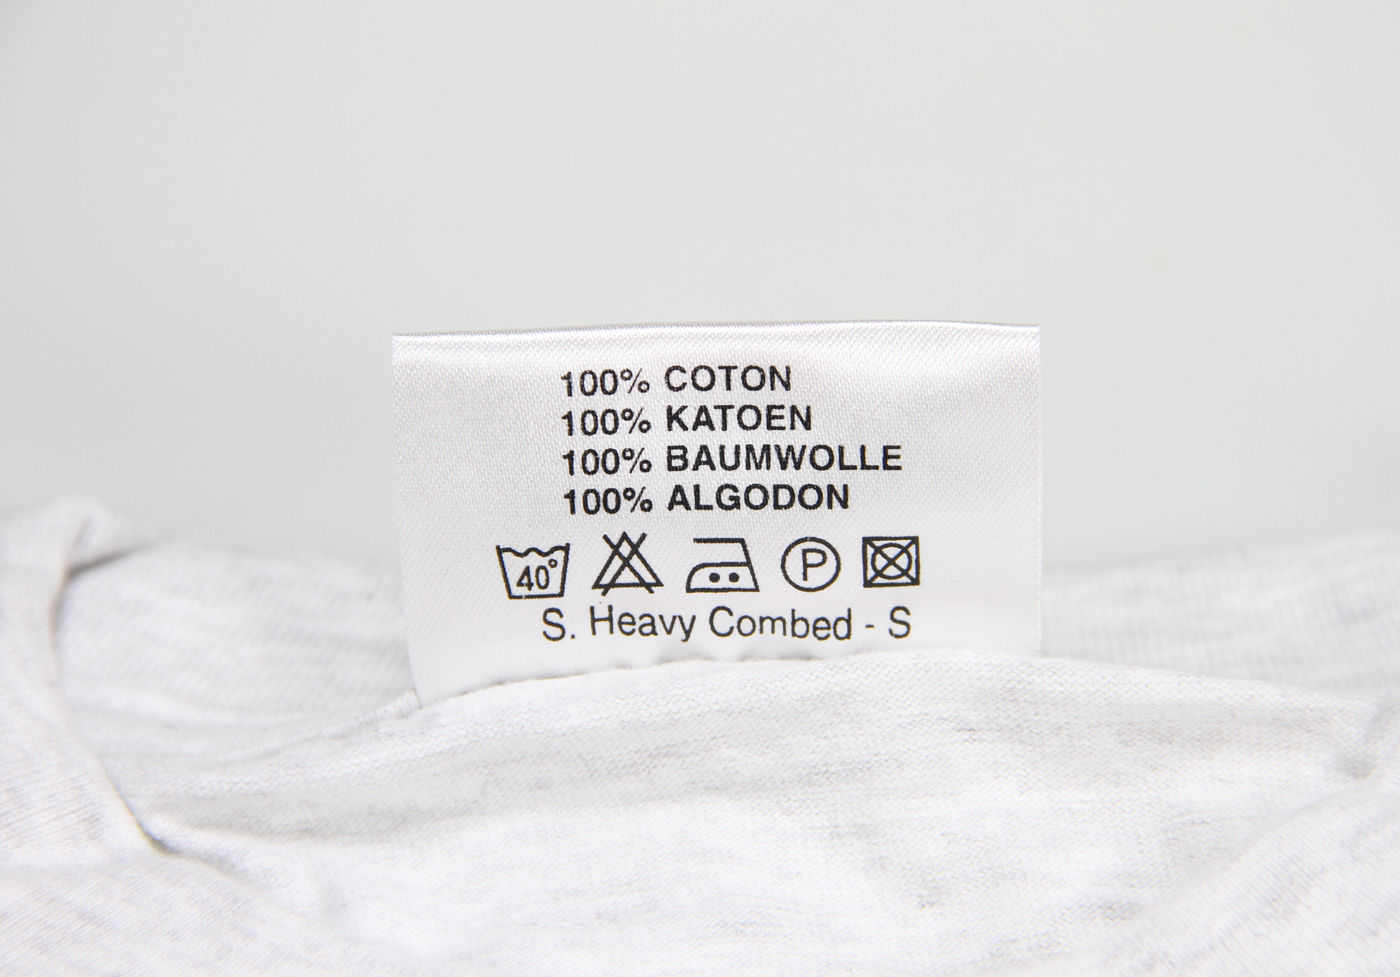 100% COTON
100% KATOEN
100% BAUMWOLLE
100% ALGODON
40° P
S. Heavy Combed - S